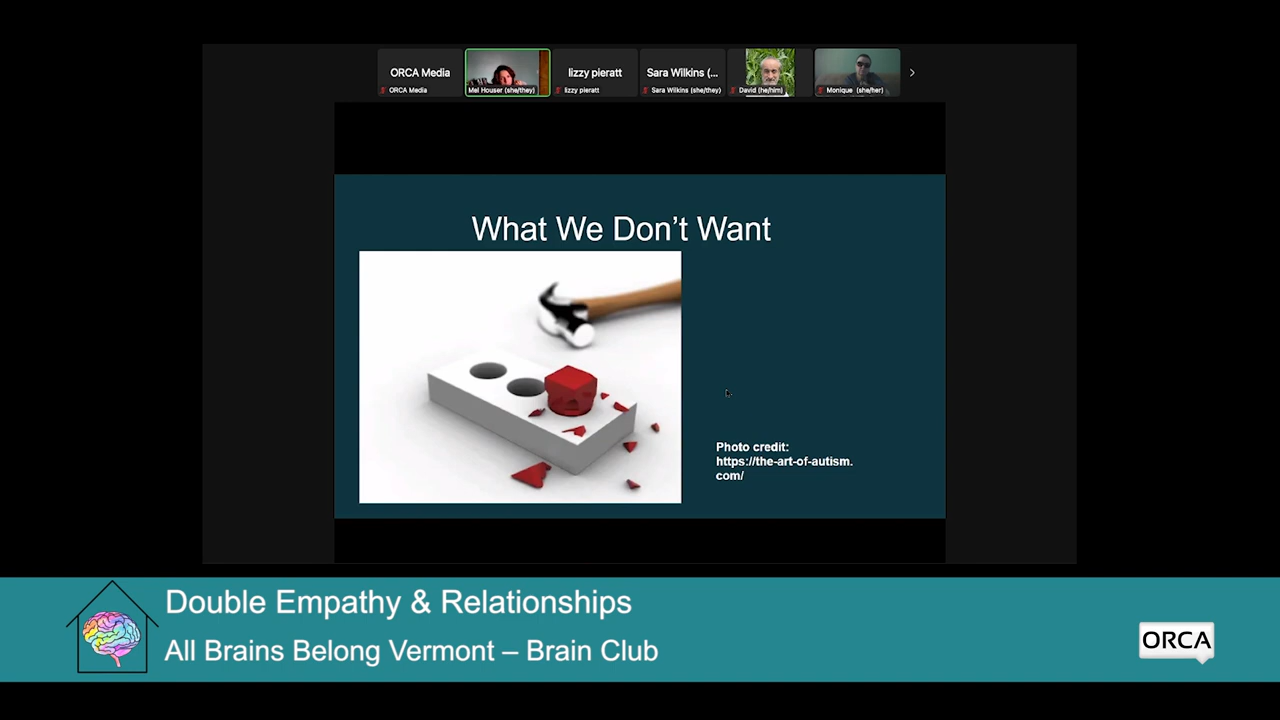 ORCA Media
lizzy pieratt
Sara Wilkins (...
ORCA Media
Mel Houser (she/they)
lizzy pieratt
Sara Wilkins (she/they)
David (he/him)
Monique (she/her)
What We Don't Want
Photo credit:
https://the-art-of-autism.
com/
Double Empathy & Relationships
All Brains Belong Vermont – Brain Club
ORCA